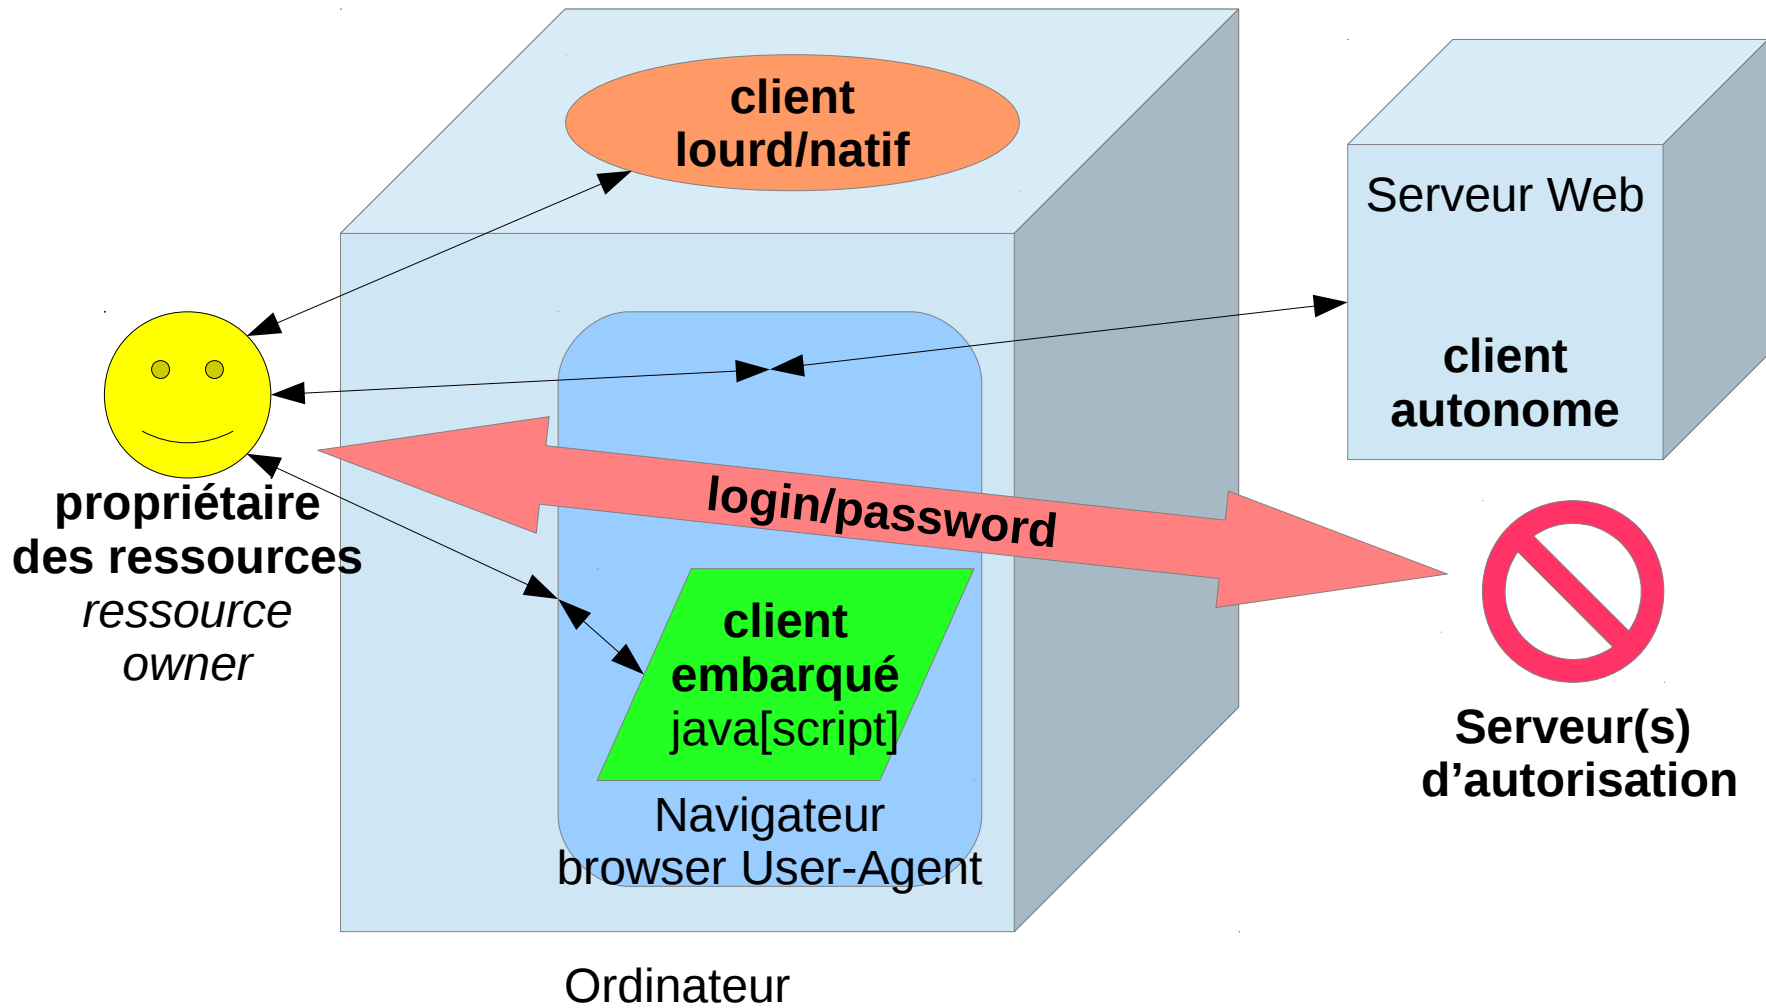 client
lourd/natif
Serveur Web
client
autonome
propriétaire
des ressources
ressource
owner
login/password
client
embarqué
java[script]
Navigateur
browser User-Agent
Serveur(s)
d’autorisation
Ordinateur